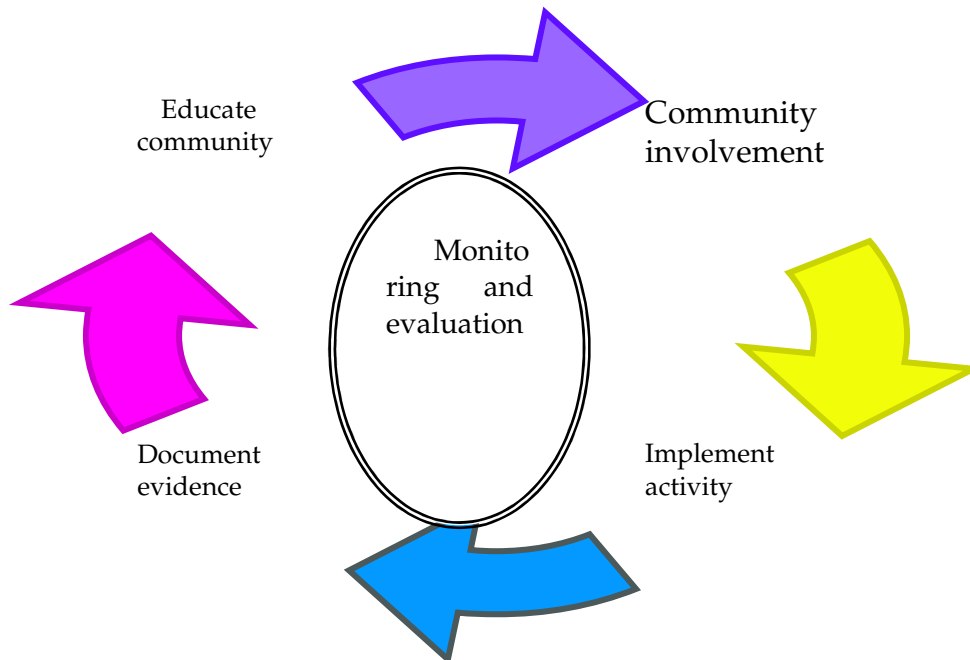 Educate
community
Community
involvement
Monito
ring and
evaluation
Document
evidence
Implement
activity